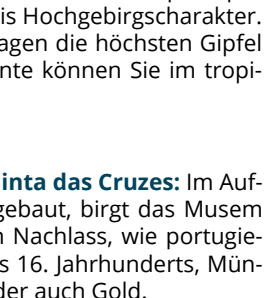 is Hochgebirgscharakter.
agen die höchsten Gipfel
nte können Sie im tropi-
inta das Cruzes: Im Auf-
gebaut, birgt das Musem
n Nachlass, wie portugie-
s 16. Jahrhunderts, Mün-
der auch Gold.